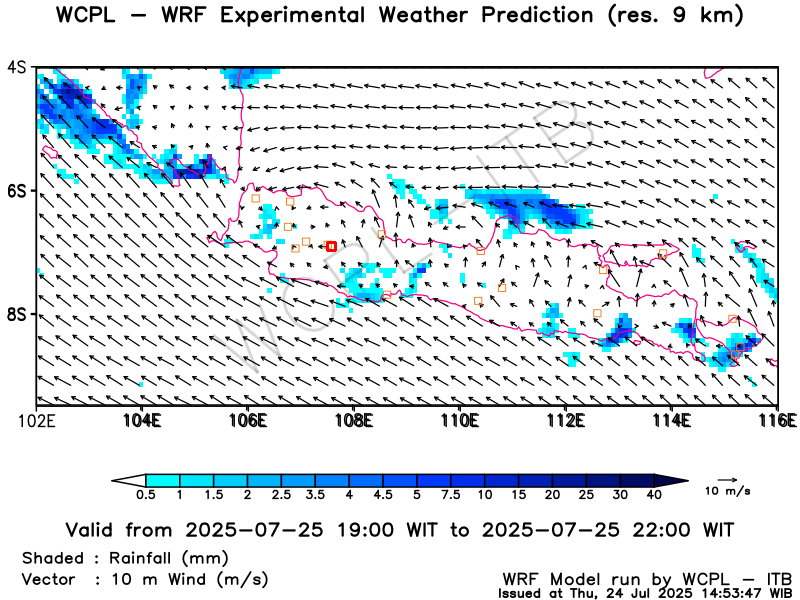 WCPL – WRF Experimental Weather Prediction (res. 9 km)
4S
6S
8S
WCPL-ITB
102E 104E 106E 108E 110E 112E 114E 116E
0.5 1 1.5 2 2.5 3.5 4 4.5 5 7.5 10 15 20 25 30 40
10 m/s
Valid from 2025-07-25 19:00 WIT to 2025-07-25 22:00 WIT
Shaded : Rainfall (mm)
Vector : 10 m Wind (m/s)
WRF Model run by WCPL – ITB
Issued at Thu, 24 Jul 2025 14:53:47 WIB